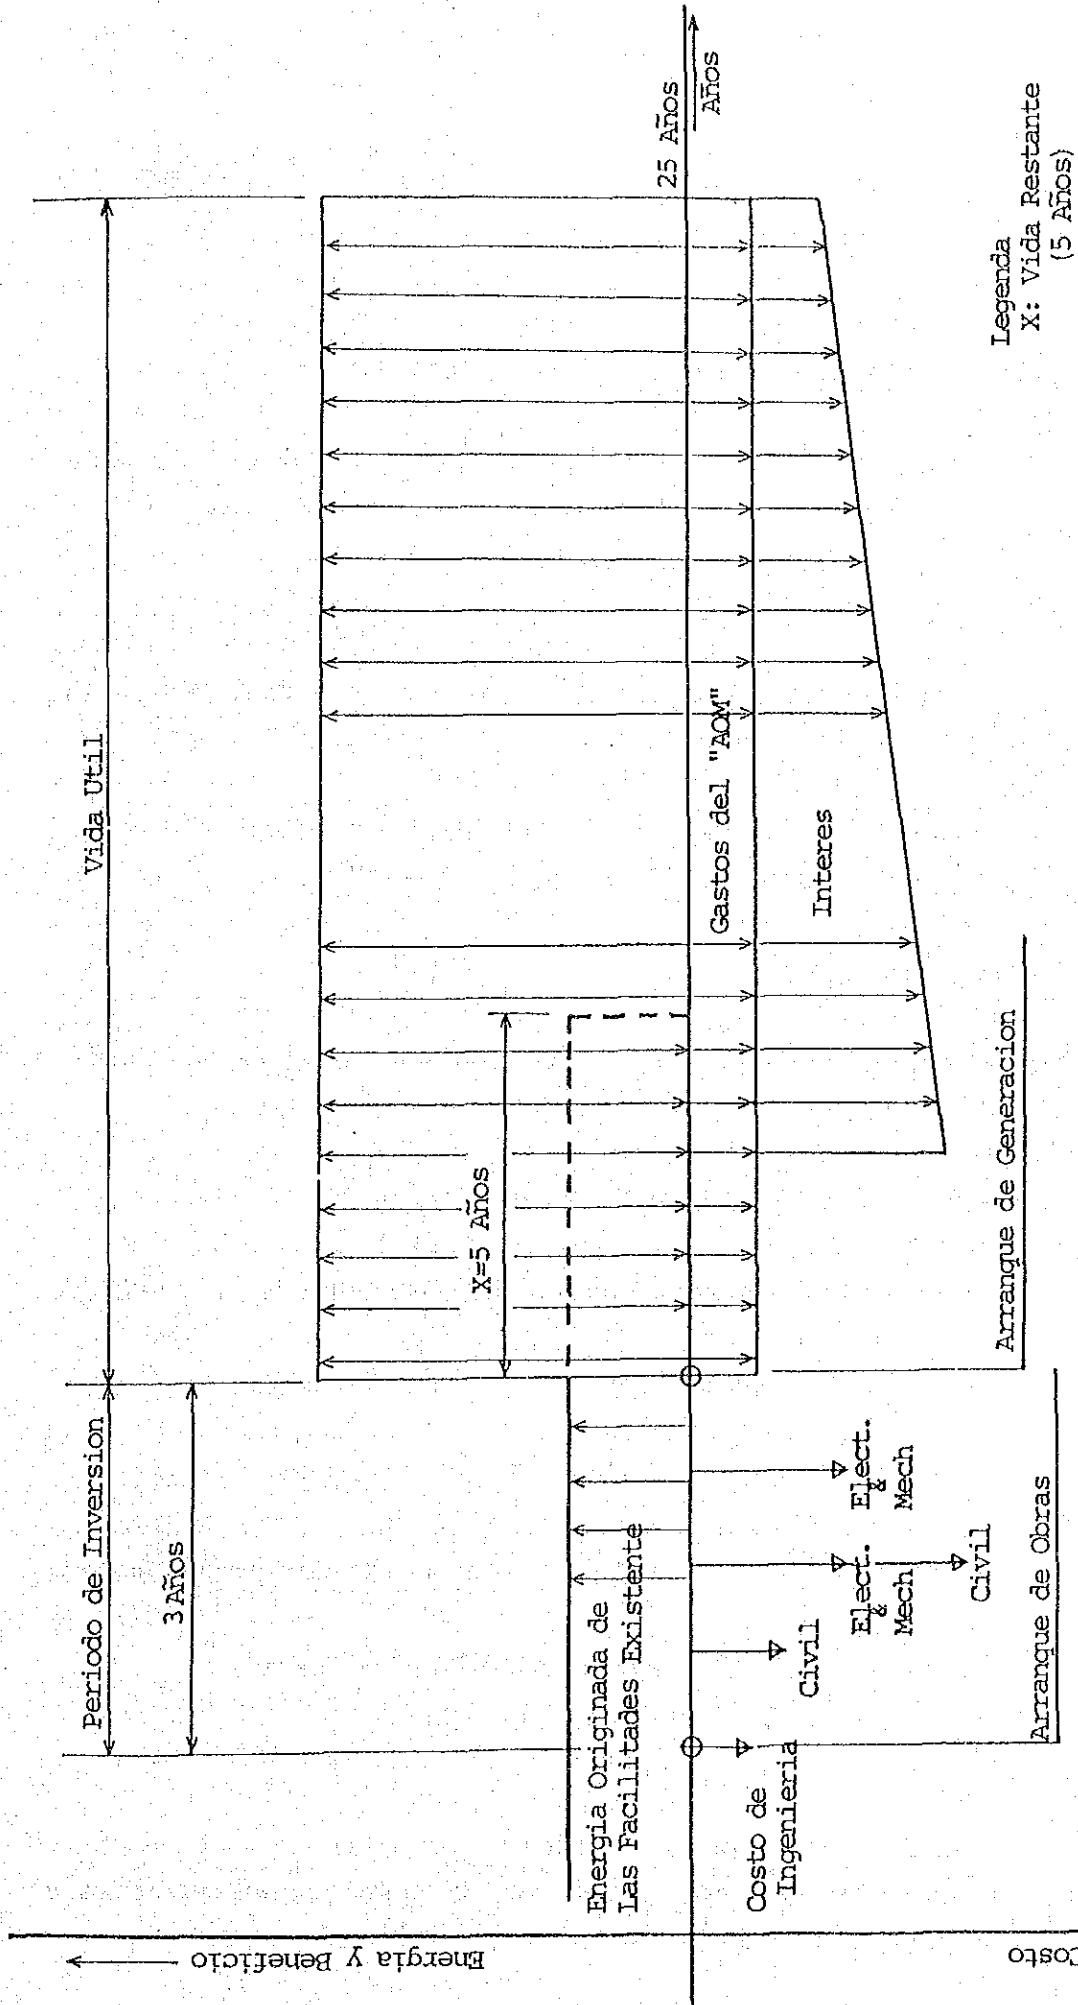 Periodo de Inversion
Vida Util
3 Años
X=5 Años
Energia y Beneficio
Energia Originada de
Las Facilitades Existente
25 Años
Años
Gastos del "AOM"
Interes
Costo de
Ingenieria
Civil
Elect.
&
Mech
Civil
Elect.
&
Mech
Costo
Arranque de Obras
Arranque de Generacion
Legenda
X: Vida Restante
(5 Años)